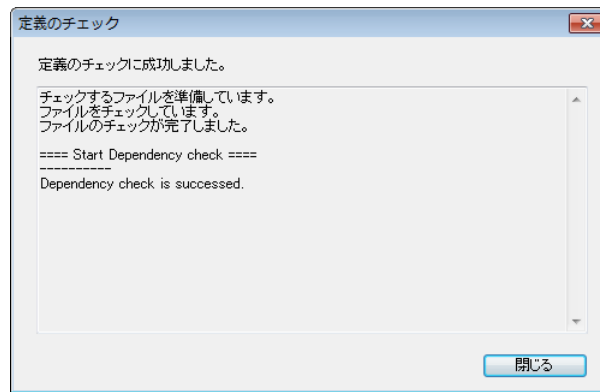 定義のチェック
定義のチェックに成功しました。
チェックするファイルを準備しています。
ファイルをチェックしています。
ファイルのチェックが完了しました。
==== Start Dependency check ====
----------
Dependency check is successed.
閉じる